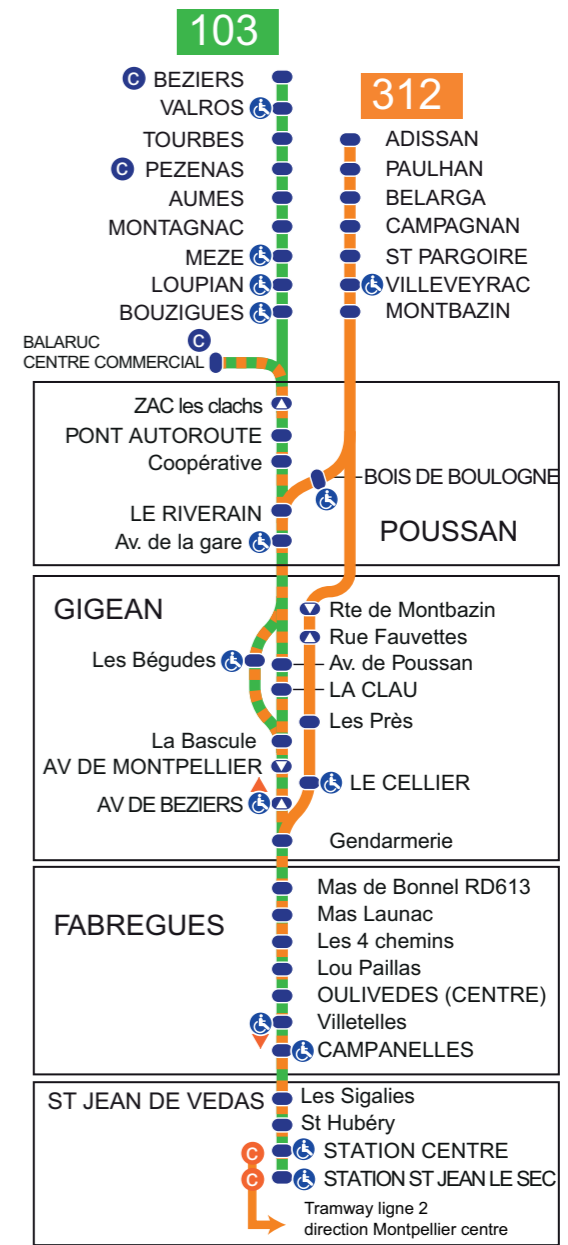 103
312
C BEZIERS
VALROS
TOURBES
C PEZENAS
AUMES
MONTAGNAC
MEZE
LOUPIAN
BOUZIGUES
ADISSAN
PAULHAN
BELARGA
CAMPAGNAN
ST PARGOIRE
VILLEVEYRAC
MONTBAZIN
BALARUC C
CENTRE COMMERCIAL
ZAC les clachs
PONT AUTOROUTE
Coopérative
BOIS DE BOULOGNE
LE RIVERAIN
Av. de la gare
POUSSAN
GIGEAN
Rte de Montbazin
Rue Fauvettes
Les Bégudes
Av. de Poussan
LA CLAU
Les Près
La Bascule
AV DE MONTPELLIER
LE CELLIER
AV DE BEZIERS
Gendarmerie
FABREGUES
Mas de Bonnel RD613
Mas Launac
Les 4 chemins
Lou Paillas
OULIVEDES (CENTRE)
Villetelles
CAMPANELLES
ST JEAN DE VEDAS
Les Sigalies
St Hubéry
C STATION CENTRE
C STATION ST JEAN LE SEC
Tramway ligne 2
direction Montpellier centre